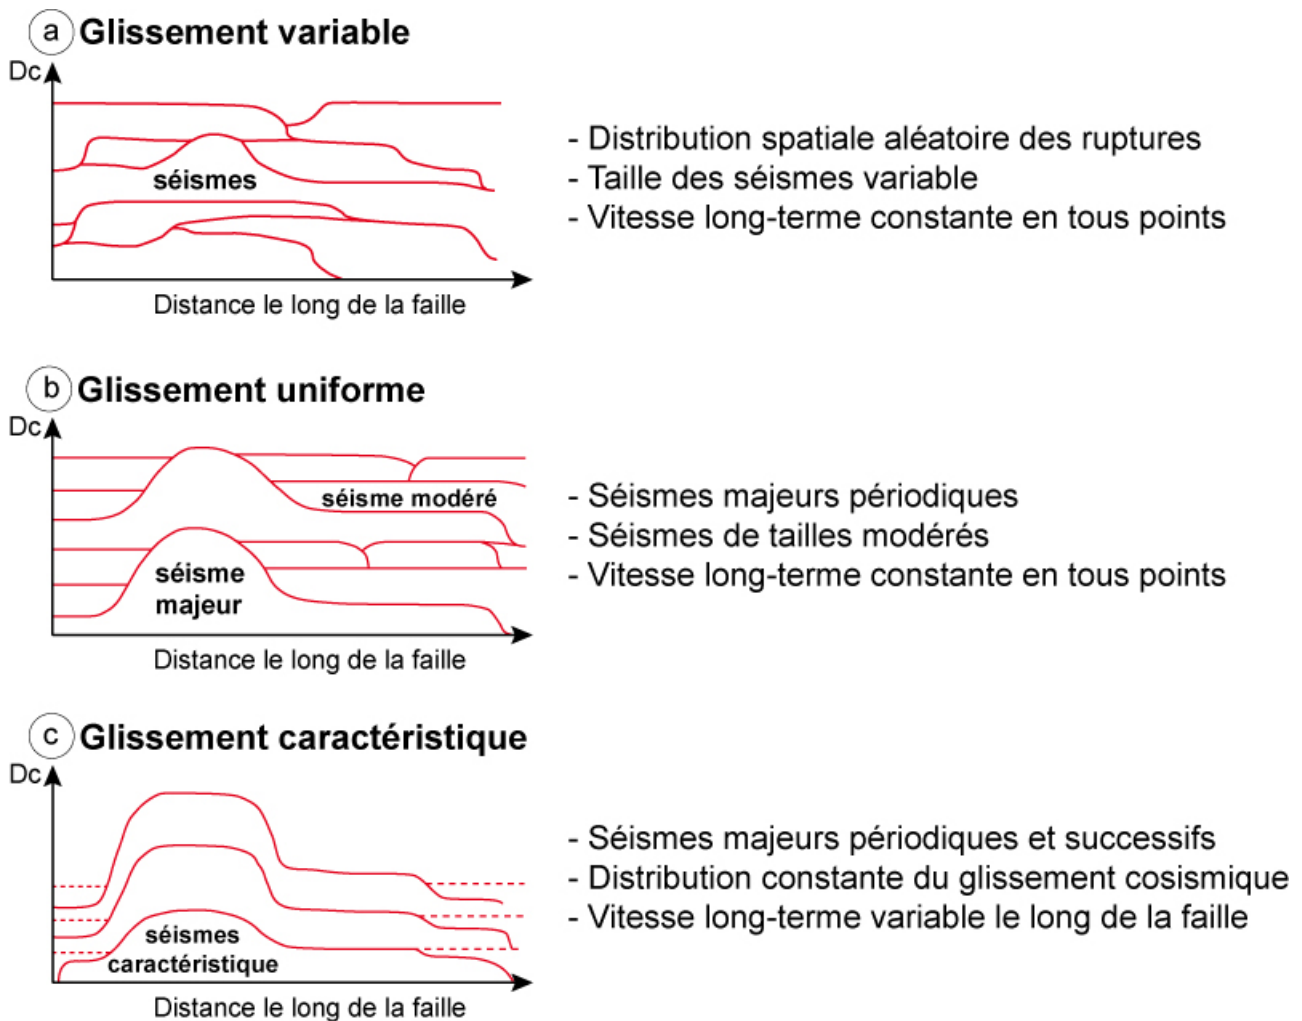 a Glissement variable
Dc
séismes
Distance le long de la faille
- Distribution spatiale aléatoire des ruptures
- Taille des séismes variable
- Vitesse long-terme constante en tous points
b Glissement uniforme
Dc
séisme modéré
séisme
majeur
Distance le long de la faille
- Séismes majeurs périodiques
- Séismes de tailles modérés
- Vitesse long-terme constante en tous points
c Glissement caractéristique
Dc
séismes
caractéristique
Distance le long de la faille
- Séismes majeurs périodiques et successifs
- Distribution constante du glissement cosismique
- Vitesse long-terme variable le long de la faille